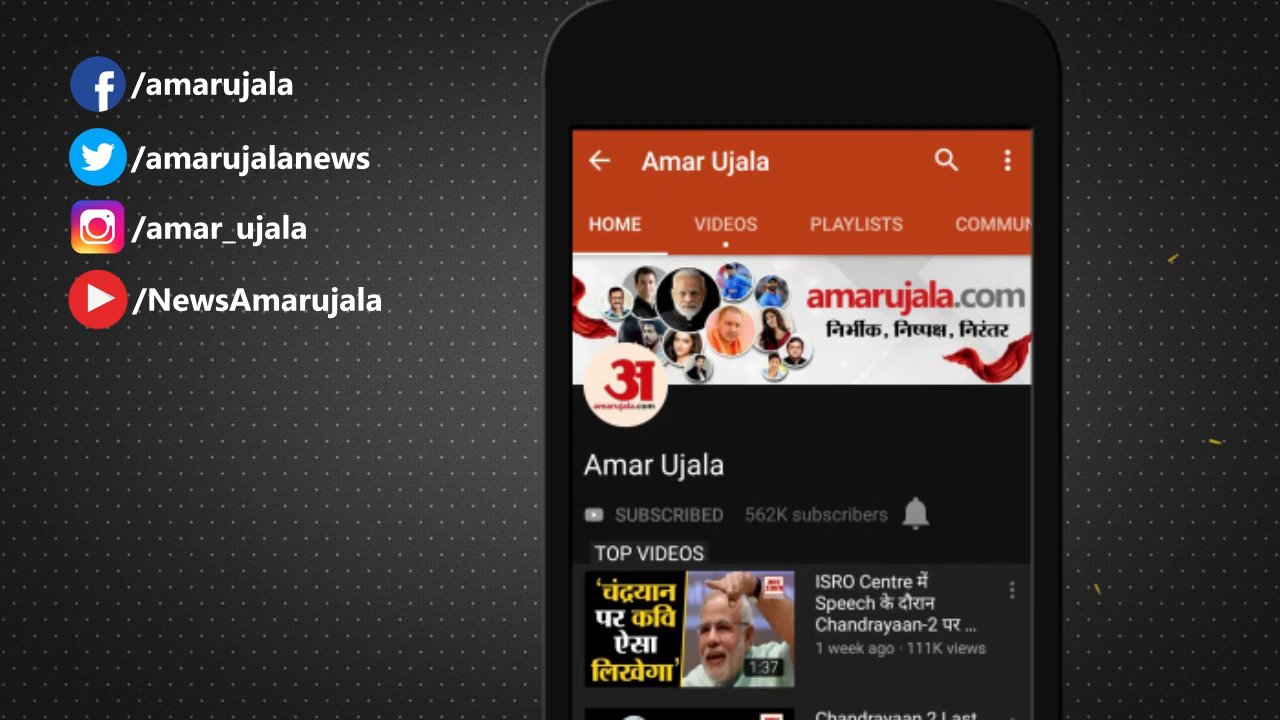 /amarujala
/amarujalanews
/amar_ujala
/NewsAmarujala
Amar Ujala
HOME VIDEOS PLAYLISTS COMMUN
amarujala.com
निर्भीक, निष्पक्ष, निरंतर
अ
amarujala.com
Amar Ujala
SUBSCRIBED 562K subscribers
TOP VIDEOS
'चंद्रयान
पर कवि
ऐसा
लिखेगा'
1:37
ISRO Centre में
Speech के दौरान
Chandrayaan-2 पर ...
1 week ago · 111K views
Chandrayaan 2 Last